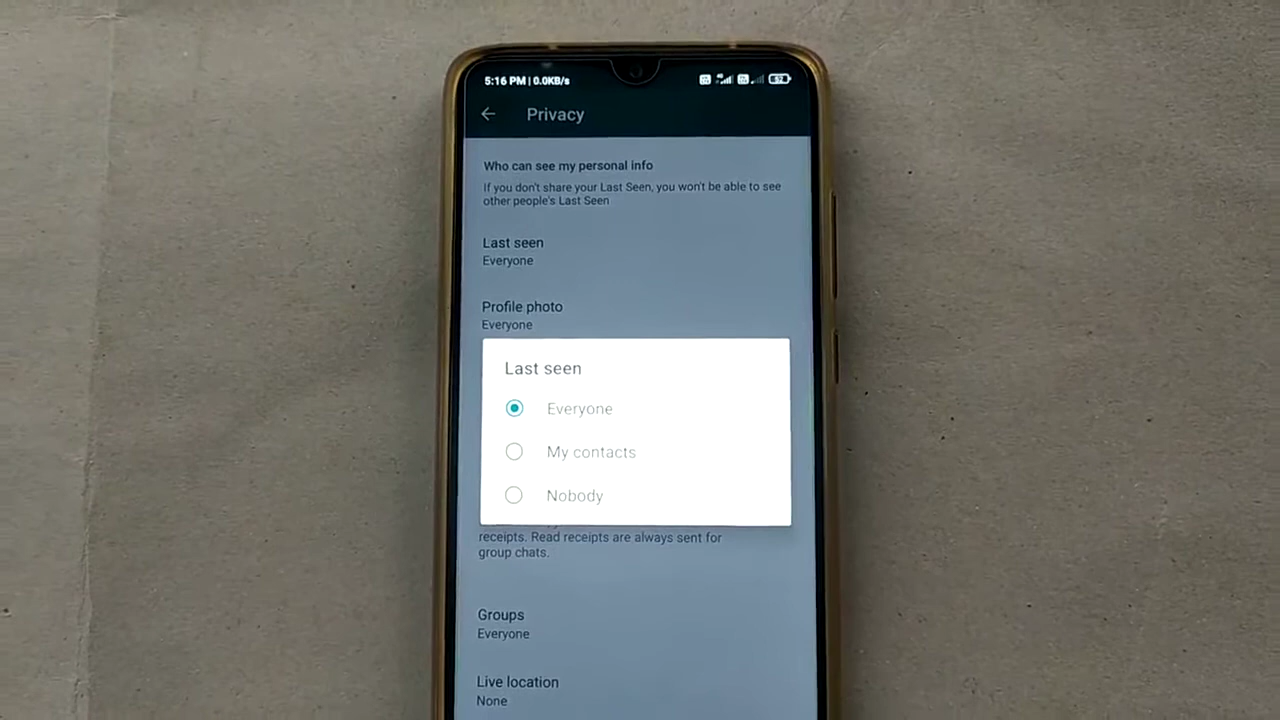 5:16 PM | 0.0KB/s
62
Privacy
Who can see my personal info
If you don't share your Last Seen, you won't be able to see
other people's Last Seen
Last seen
Everyone
Profile photo
Everyone
Last seen
Everyone
My contacts
Nobody
receipts. Read receipts are always sent for
group chats.
Groups
Everyone
Live location
None